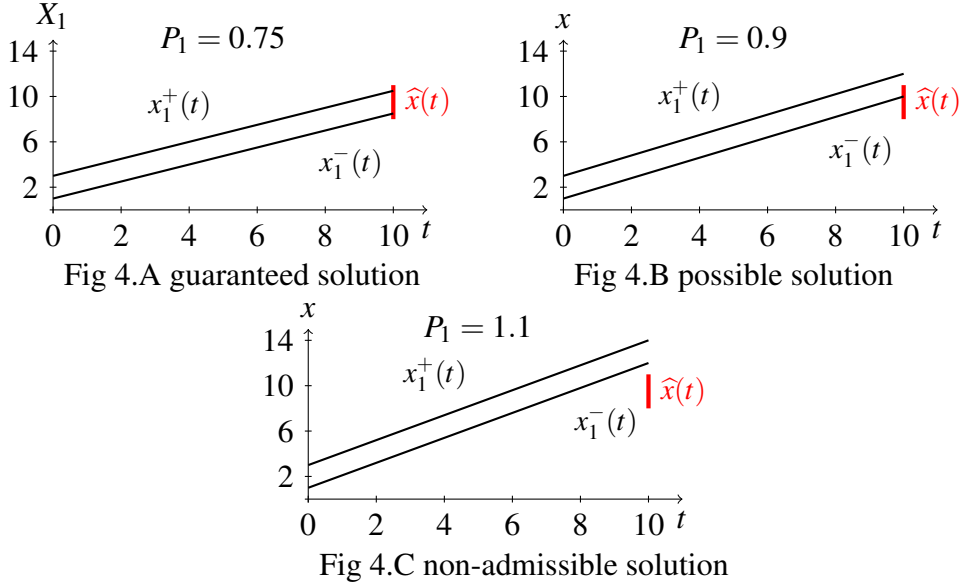 X₁
P₁ = 0.75
14
10
6
2
x₁⁺(t)
x̂(t)
x₁⁻(t)
0 2 4 6 8 10 t
Fig 4.A guaranteed solution
x
P₁ = 0.9
14
10
6
2
x₁⁺(t)
x̂(t)
x₁⁻(t)
0 2 4 6 8 10 t
Fig 4.B possible solution
x
P₁ = 1.1
14
10
6
2
x₁⁺(t)
x̂(t)
x₁⁻(t)
0 2 4 6 8 10 t
Fig 4.C non-admissible solution